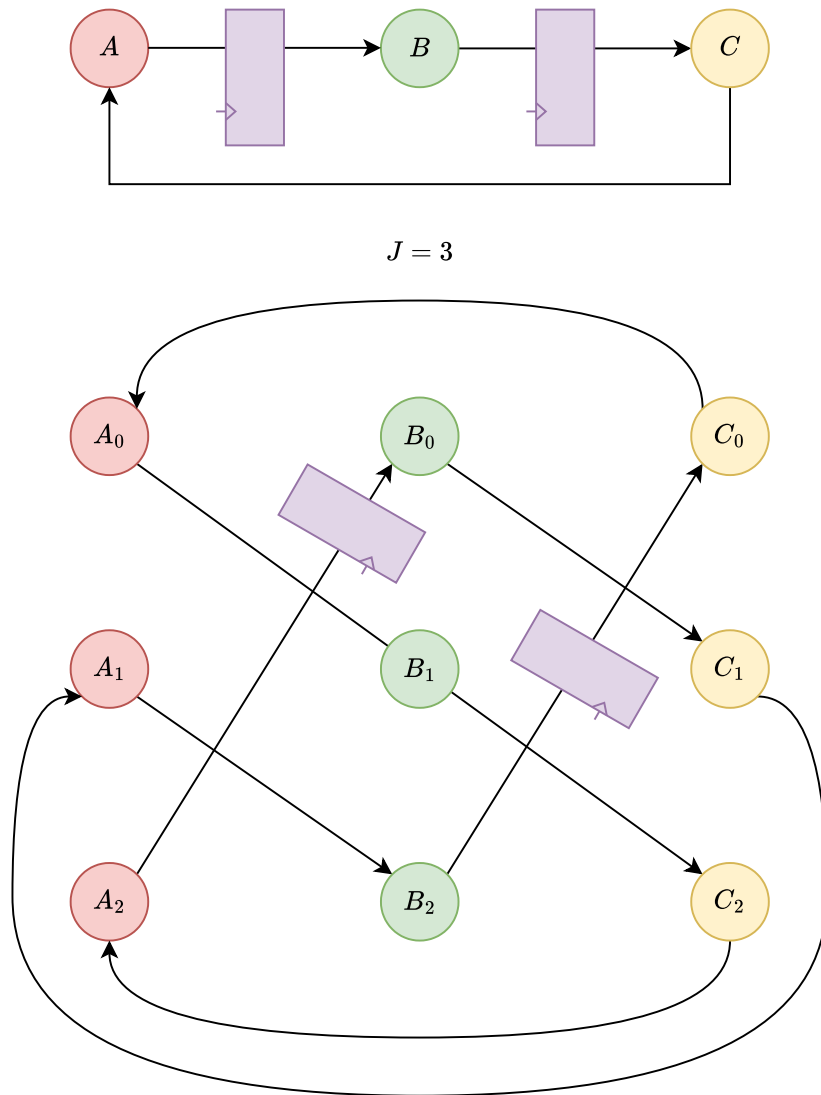 A B C
J = 3
A₀ B₀ C₀
A₁ B₁ C₁
A₂ B₂ C₂